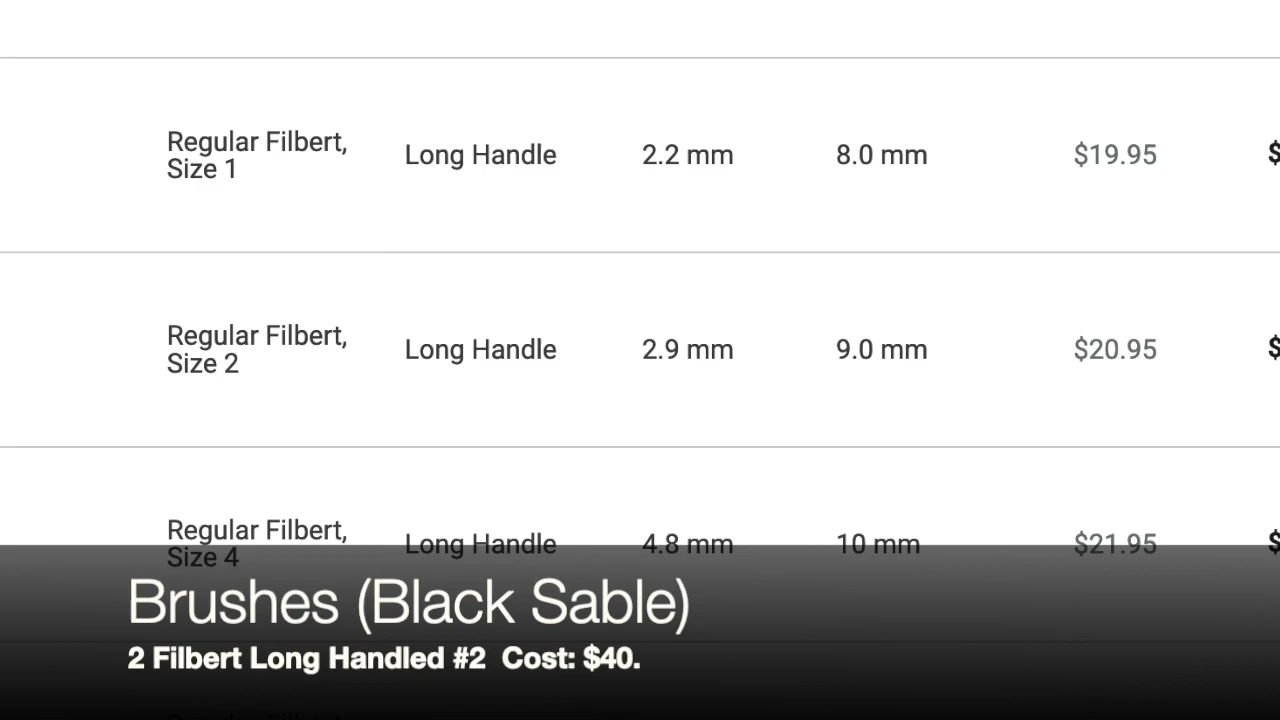 Regular Filbert,
Size 1
Long Handle
2.2 mm
8.0 mm
$19.95
$
Regular Filbert,
Size 2
Long Handle
2.9 mm
9.0 mm
$20.95
$
Regular Filbert,
Size 4
Long Handle
4.8 mm
10 mm
$21.95
$
Brushes (Black Sable)
2 Filbert Long Handled #2 Cost: $40.